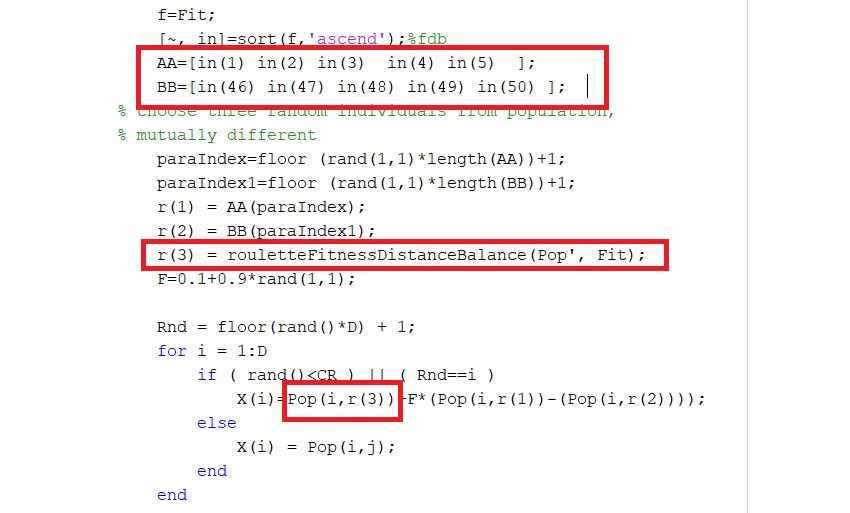 f=Fit;
[~, in]=sort(f,'ascend');%fdb
AA=[in(1) in(2) in(3)  in(4) in(5)  ];
BB=[in(46) in(47) in(48) in(49) in(50) ];
% choose three random individuals from population,
% mutually different
paraIndex=floor (rand(1,1)*length(AA))+1;
paraIndex1=floor (rand(1,1)*length(BB))+1;
r(1) = AA(paraIndex);
r(2) = BB(paraIndex1);
r(3) = rouletteFitnessDistanceBalance(Pop', Fit);
F=0.1+0.9*rand(1,1);
Rnd = floor(rand()*D) + 1;
for i = 1:D
if ( rand()<CR ) || ( Rnd==i )
X(i)=Pop(i,r(3))+F*(Pop(i,r(1))-(Pop(i,r(2))));
else
X(i) = Pop(i,j);
end
end